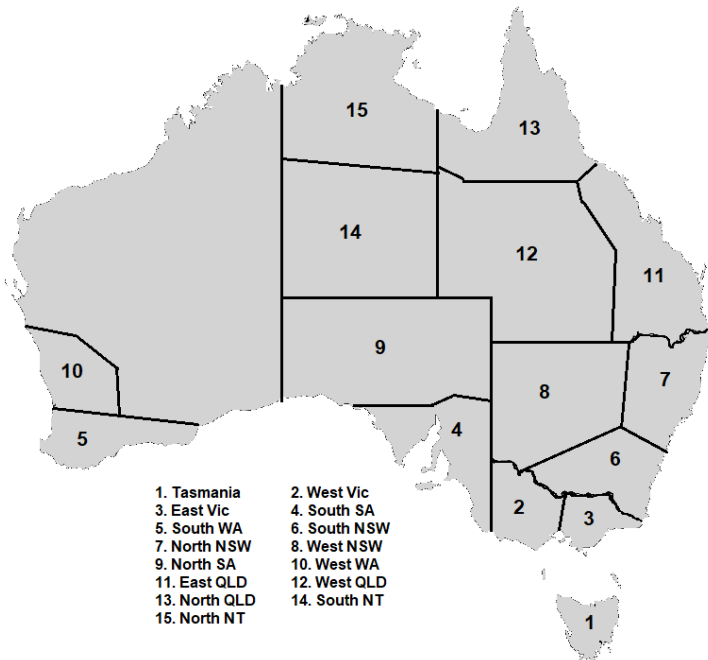 15
13
14
12
11
9
10
8
7
5
4
6
2
3
1. Tasmania 2. West Vic
3. East Vic 4. South SA
5. South WA 6. South NSW
7. North NSW 8. West NSW
9. North SA 10. West WA
11. East QLD 12. West QLD
13. North QLD 14. South NT
15. North NT
1